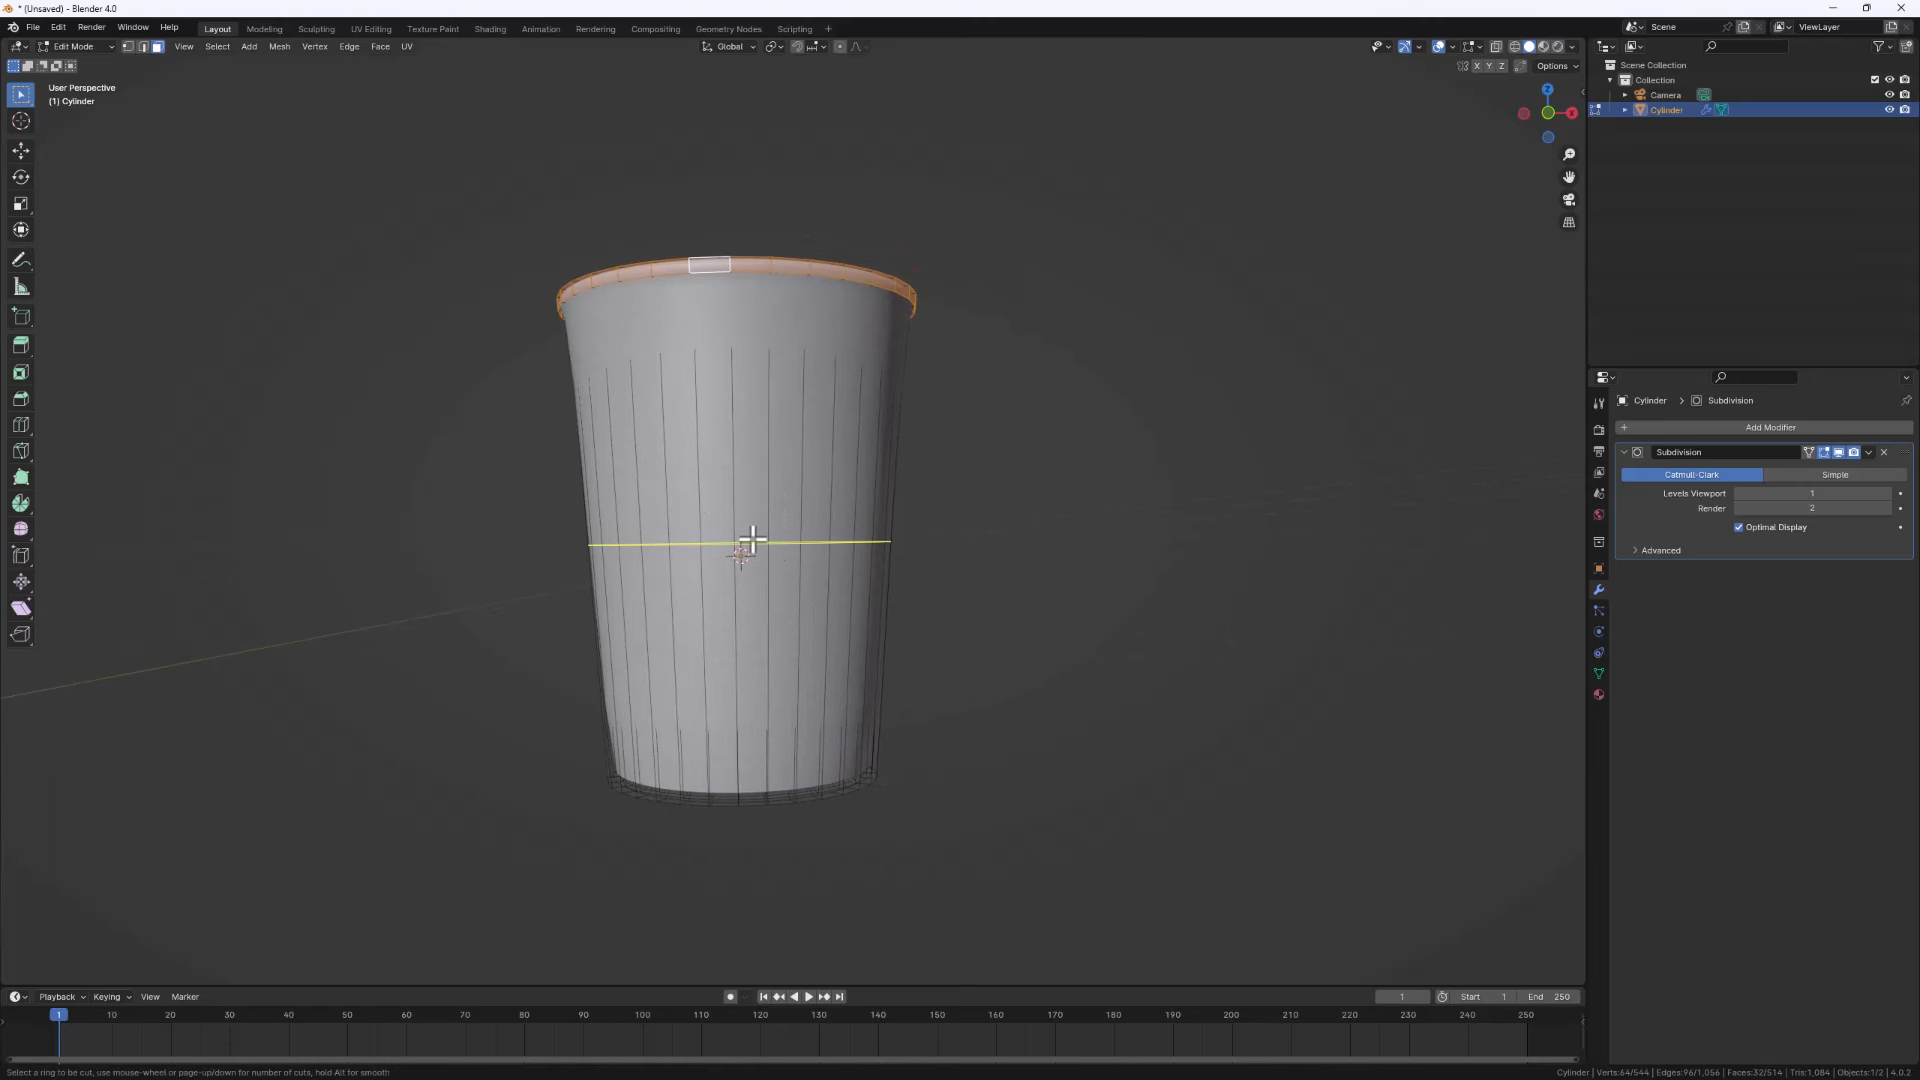 * (Unsaved) - Blender 4.0
File Edit Render Window Help
Layout Modeling Sculpting UV Editing Texture Paint Shading Animation Rendering Compositing Geometry Nodes Scripting +
Scene
ViewLayer
Edit Mode View Select Add Mesh Vertex Edge Face UV
Global
X Y Z
Options
User Perspective
(1) Cylinder
Z
X
Scene Collection
Collection
Camera
Cylinder
Cylinder > Subdivision
+ Add Modifier
Subdivision
Catmull-Clark Simple
Levels Viewport 1
Render 2
Optimal Display
Advanced
Playback Keying View Marker
1 Start 1 End 250
1 10 20 30 40 50 60 70 80 90 100 110 120 130 140 150 160 170 180 190 200 210 220 230 240 250
Select a ring to be cut, use mouse-wheel or page-up/down for number of cuts, hold Alt for smooth
Cylinder | Verts:64/544 | Edges:96/1,056 | Faces:32/514 | Tris:1,084 | Objects:1/2 | 4.0.2